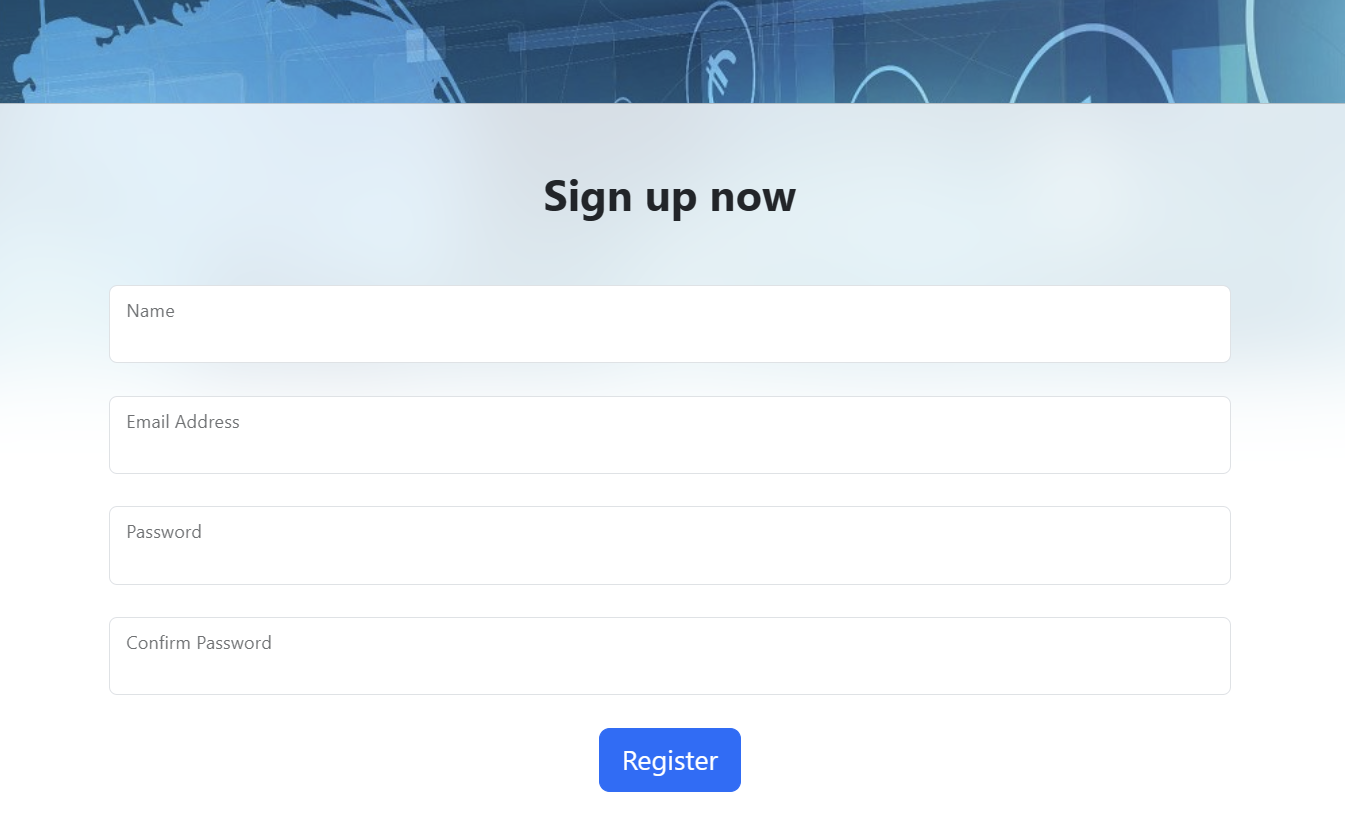 Sign up now
Name
Email Address
Password
Confirm Password
Register